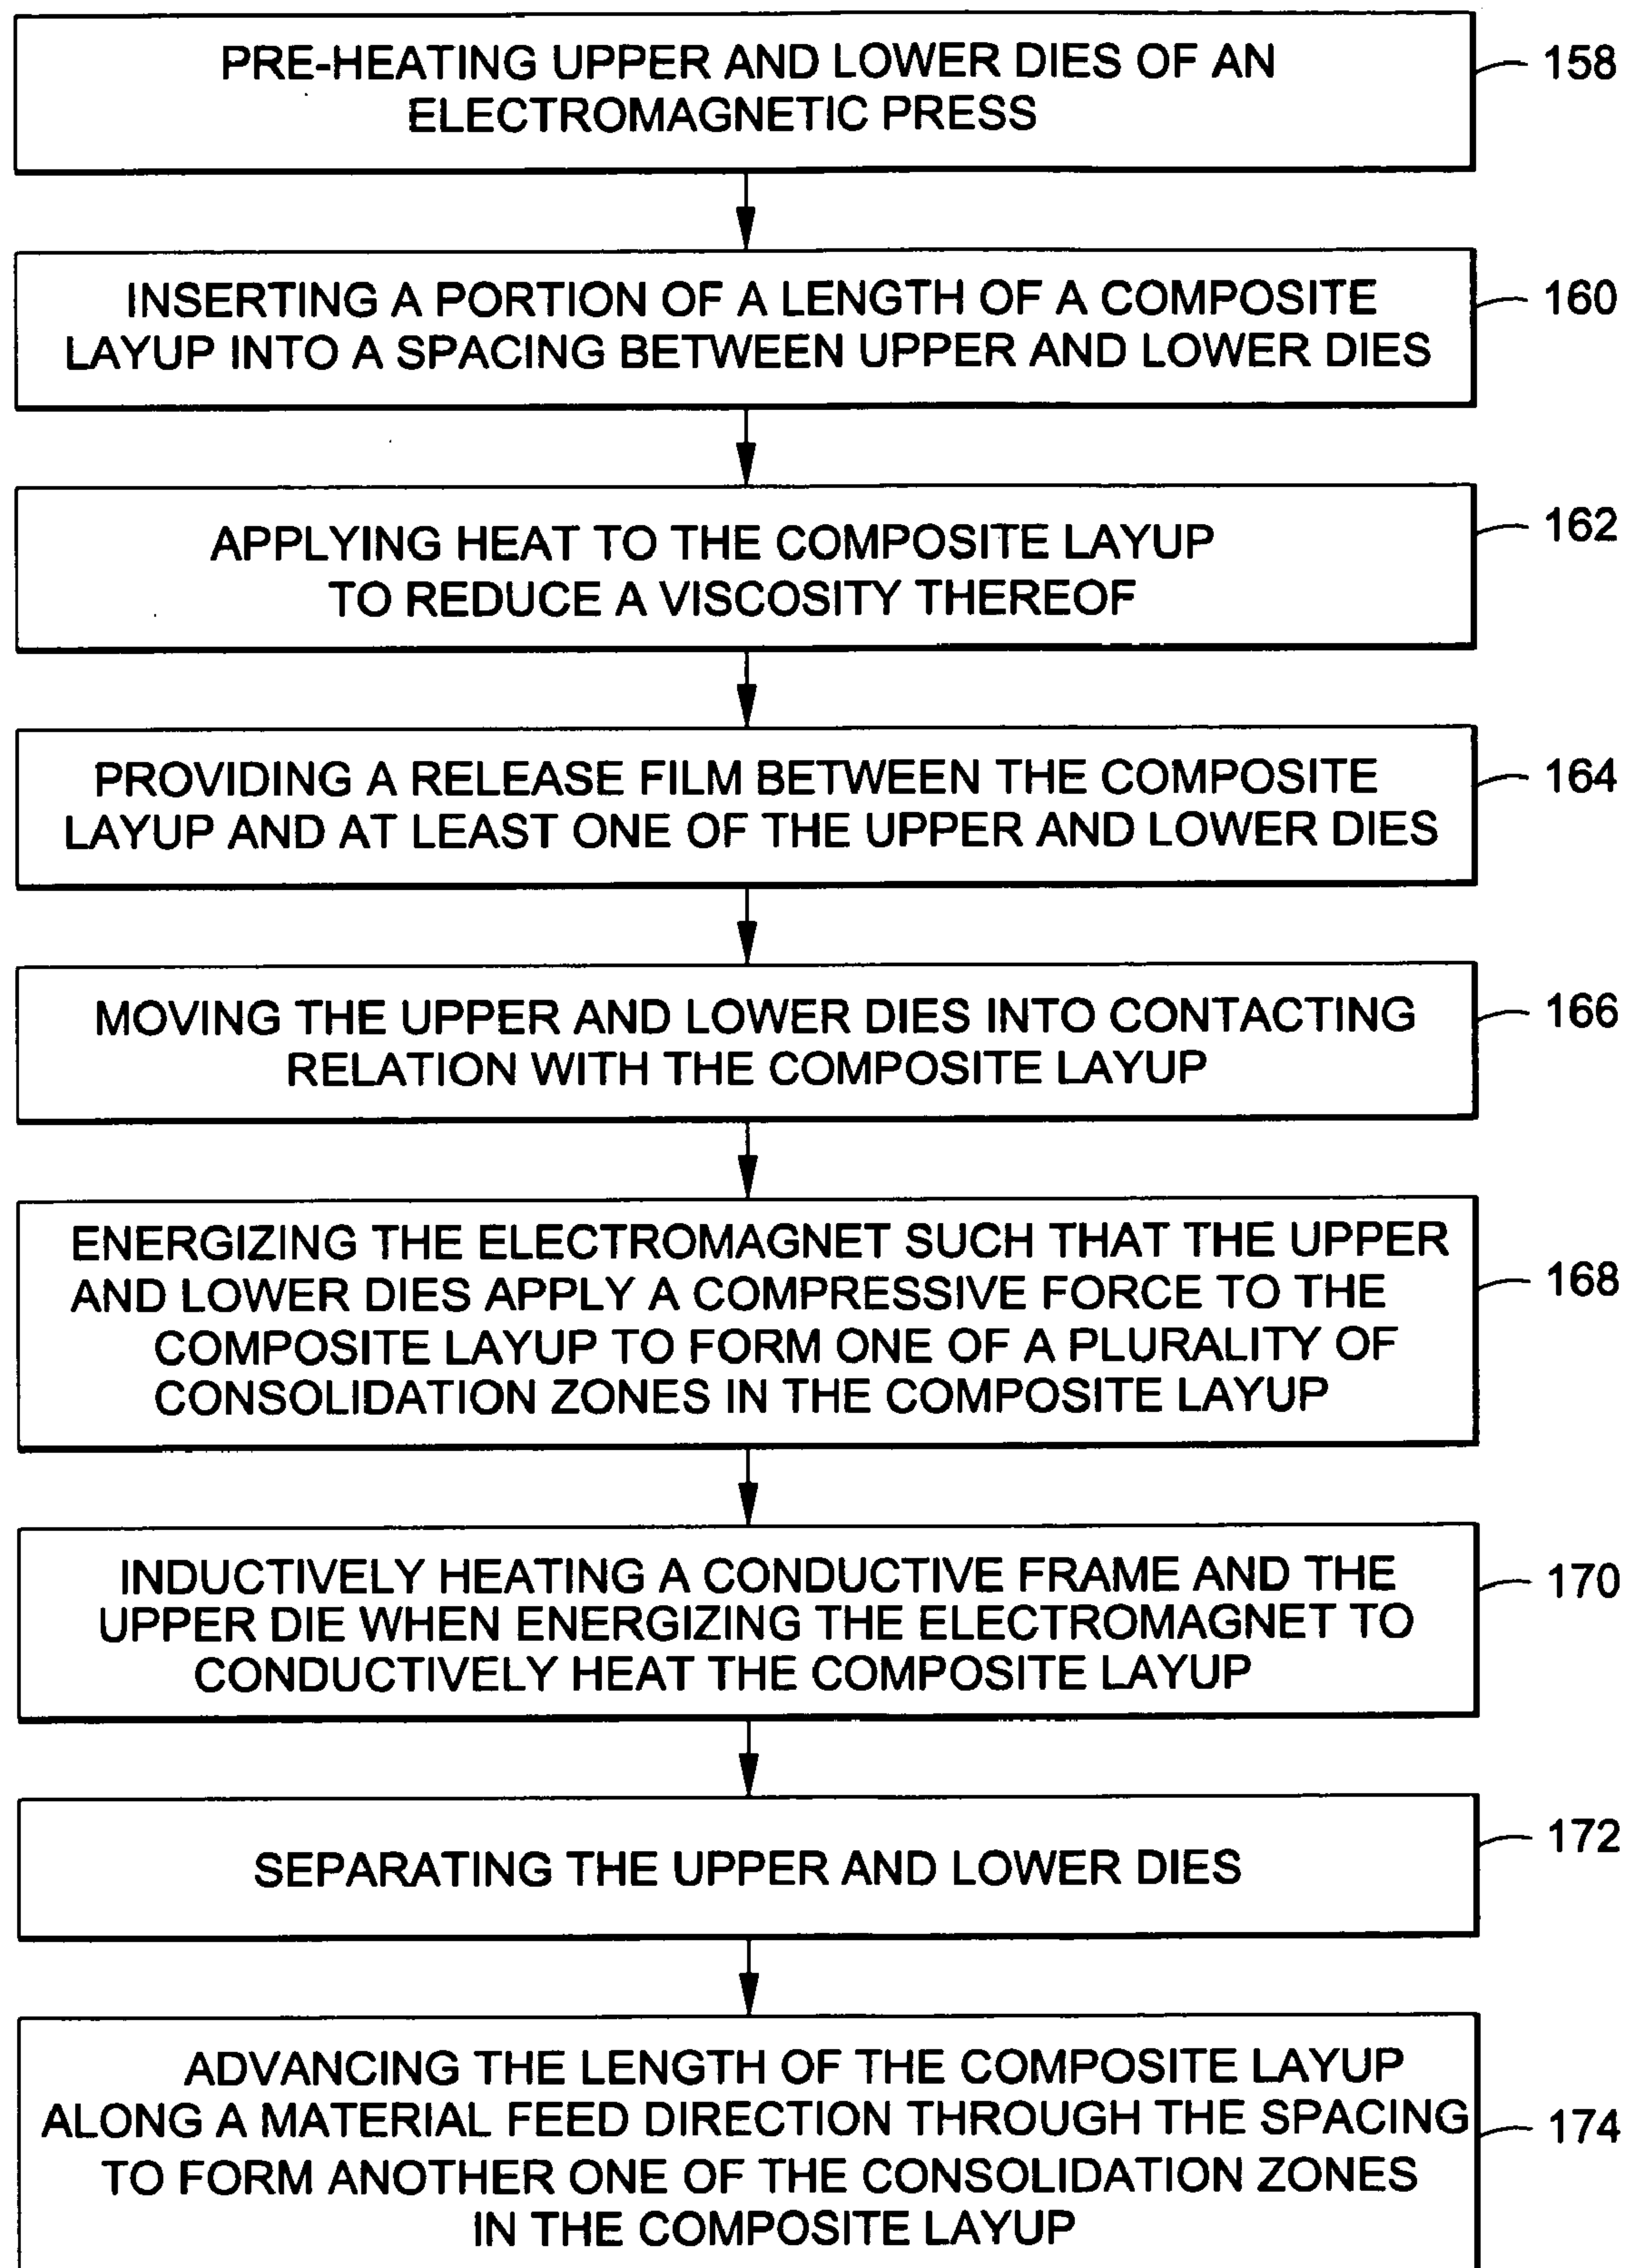 PRE-HEATING UPPER AND LOWER DIES OF AN
ELECTROMAGNETIC PRESS
158
INSERTING A PORTION OF A LENGTH OF A COMPOSITE
LAYUP INTO A SPACING BETWEEN UPPER AND LOWER DIES
160
APPLYING HEAT TO THE COMPOSITE LAYUP
TO REDUCE A VISCOSITY THEREOF
162
PROVIDING A RELEASE FILM BETWEEN THE COMPOSITE
LAYUP AND AT LEAST ONE OF THE UPPER AND LOWER DIES
164
MOVING THE UPPER AND LOWER DIES INTO CONTACTING
RELATION WITH THE COMPOSITE LAYUP
166
ENERGIZING THE ELECTROMAGNET SUCH THAT THE UPPER
AND LOWER DIES APPLY A COMPRESSIVE FORCE TO THE
COMPOSITE LAYUP TO FORM ONE OF A PLURALITY OF
CONSOLIDATION ZONES IN THE COMPOSITE LAYUP
168
INDUCTIVELY HEATING A CONDUCTIVE FRAME AND THE
UPPER DIE WHEN ENERGIZING THE ELECTROMAGNET TO
CONDUCTIVELY HEAT THE COMPOSITE LAYUP
170
SEPARATING THE UPPER AND LOWER DIES
172
ADVANCING THE LENGTH OF THE COMPOSITE LAYUP
ALONG A MATERIAL FEED DIRECTION THROUGH THE SPACING
TO FORM ANOTHER ONE OF THE CONSOLIDATION ZONES
IN THE COMPOSITE LAYUP
174